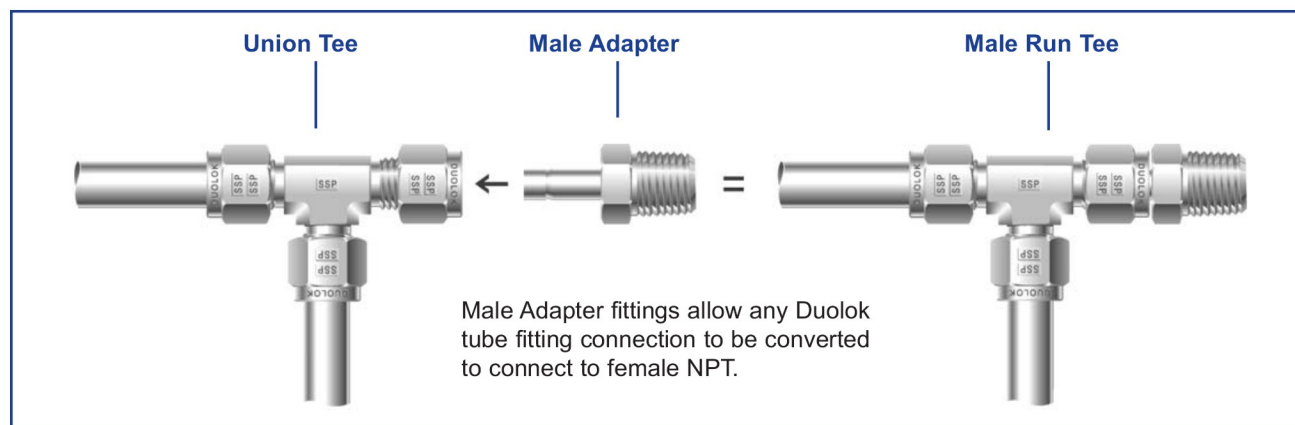 Union Tee
Male Adapter
Male Run Tee
DUOLOK
SSP
SSP
SSP
SSP
SSP
DUOLOK
SSP
SSP
DUOLOK
=
DUOLOK
SSP
SSP
SSP
SSP
SSP
DUOLOK
SSP
SSP
DUOLOK
Male Adapter fittings allow any Duolok
tube fitting connection to be converted
to connect to female NPT.